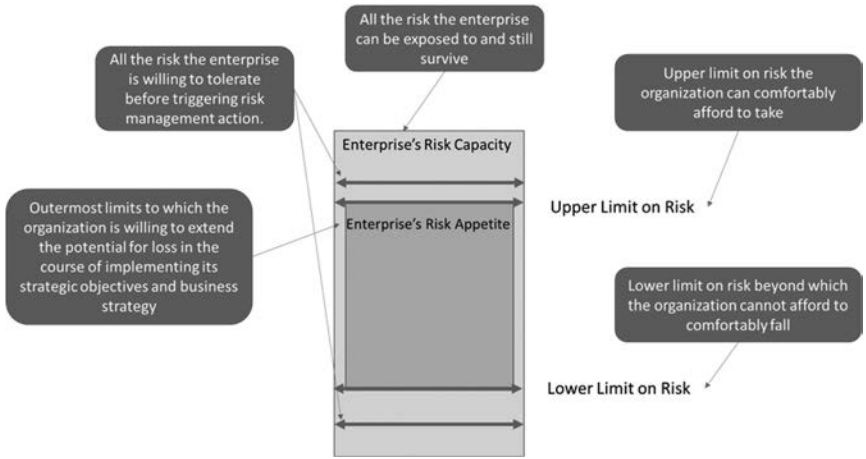 All the risk the enterprise
can be exposed to and still
survive
All the risk the enterprise
is willing to tolerate
before triggering risk
management action.
Upper limit on risk the
organization can comfortably
afford to take
Enterprise's Risk Capacity
Upper Limit on Risk
Outermost limits to which the
organization is willing to extend
the potential for loss in the
course of implementing its
strategic objectives and business
strategy
Enterprise's Risk Appetite
Lower limit on risk beyond which
the organization cannot afford to
comfortably fall
Lower Limit on Risk